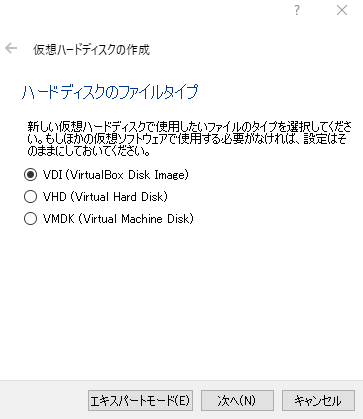 ?
仮想ハードディスクの作成
ハードディスクのファイルタイプ
新しい仮想ハードディスクで使用したいファイルのタイプを選択してくださ
い。もしほかの仮想ソフトウェアで使用する必要がなければ、設定はそ
のままにしておいてください。
VDI (VirtualBox Disk Image)
VHD (Virtual Hard Disk)
VMDK (Virtual Machine Disk)
エキスパートモード(E) 次へ(N) キャンセル